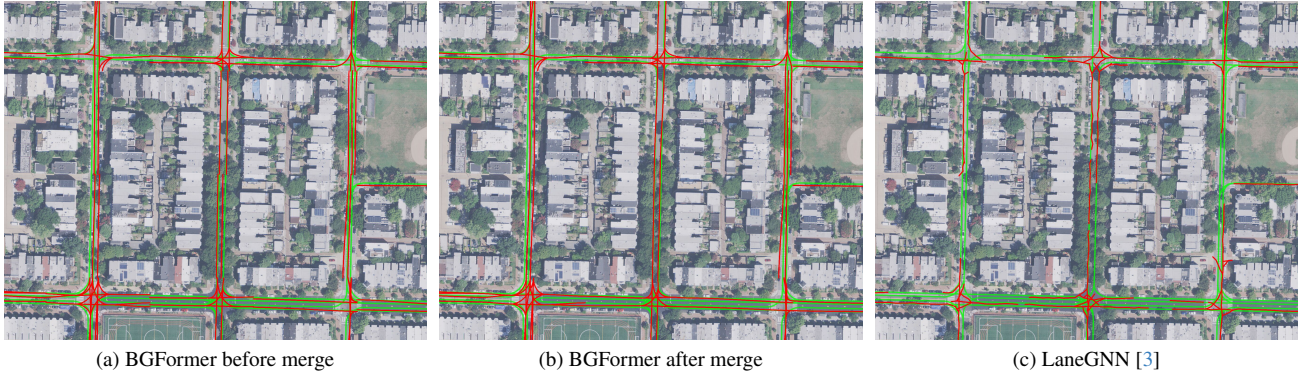 (a) BGFormer before merge
(b) BGFormer after merge
(c) LaneGNN [3]